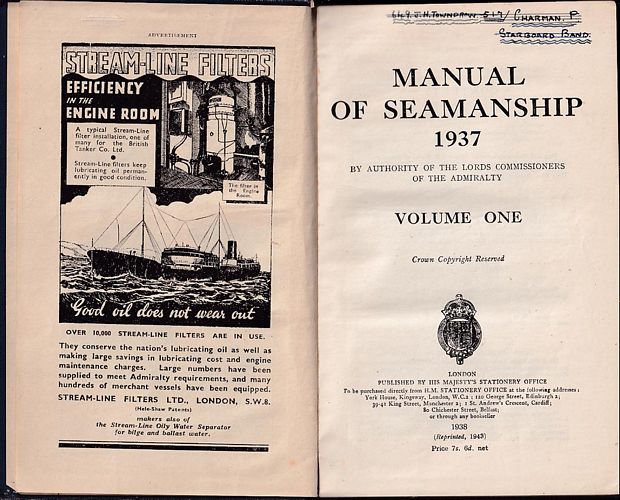 ADVERTISEMENT
STREAM-LINE FILTERS
EFFICIENCY
IN THE
ENGINE ROOM
A typical Stream-Line
filter installation, one of
many for the British
Tanker Co. Ltd.
Stream-Line filters keep
lubricating oil perman-
ently in good condition.
The filter in
the Engine
Room.
Good oil does not wear out
OVER 10,000 STREAM-LINE FILTERS ARE IN USE.
They conserve the nation's lubricating oil as well as
making large savings in lubricating cost and engine
maintenance charges. Large numbers have been
supplied to meet Admiralty requirements, and many
hundreds of merchant vessels have been equipped.
STREAM-LINE FILTERS LTD., LONDON, S.W.8.
(Hele-Shaw Patents)
makers also of
the Stream-Line Oily Water Separator
for bilge and ballast water.
J.H. TOWNDROW. 517/ CHARMAN. P
STARBOARD BAND.
MANUAL
OF SEAMANSHIP
1937
BY AUTHORITY OF THE LORDS COMMISSIONERS
OF THE ADMIRALTY
VOLUME ONE
Crown Copyright Reserved
LONDON
PUBLISHED BY HIS MAJESTY'S STATIONERY OFFICE
To be purchased directly from H.M. STATIONERY OFFICE at the following addresses:
York House, Kingsway, London, W.C.2; 120 George Street, Edinburgh 2;
39-41 King Street, Manchester 2; 1 St. Andrew's Crescent, Cardiff;
80 Chichester Street, Belfast;
or through any bookseller
1938
(Reprinted, 1943)
Price 7s. 6d. net